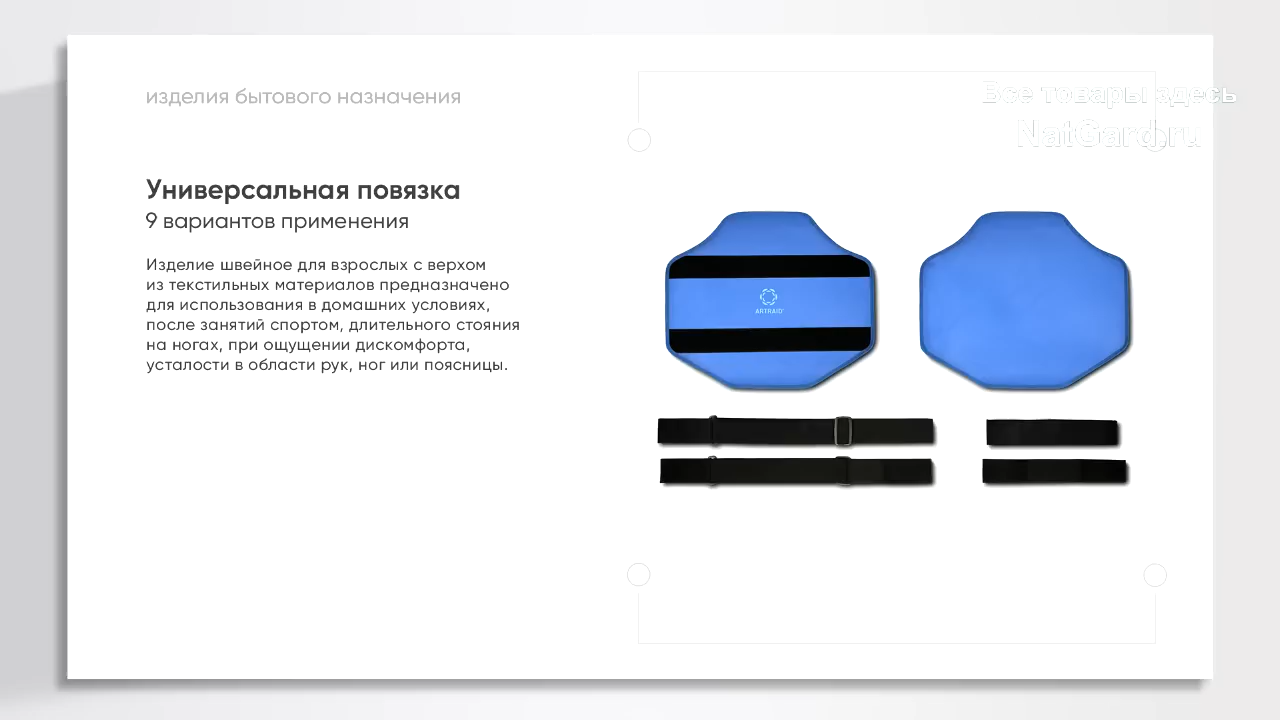 изделия бытового назначения
Все товары здесь
NatGard.ru
Универсальная повязка
9 вариантов применения
Изделие швейное для взрослых с верхом
из текстильных материалов предназначено
для использования в домашних условиях,
после занятий спортом, длительного стояния
на ногах, при ощущении дискомфорта,
усталости в области рук, ног или поясницы.
ARTRAID